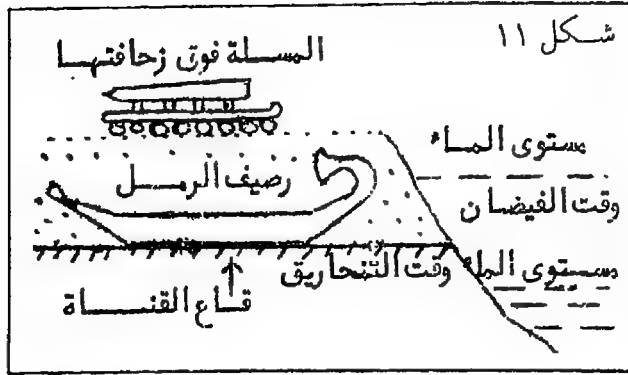 شكل ١١
المسلة فوق زحافتها
مستوى الماء
رصيف الرمل
وقت الفيضان
مستوى الماء وقت التحاريق
قاع القناة